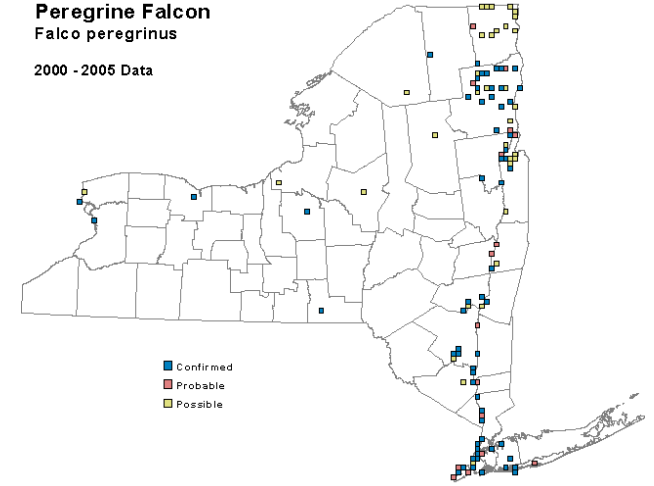 Peregrine Falcon
Falco peregrinus
2000 - 2005 Data
Confirmed
Probable
Possible